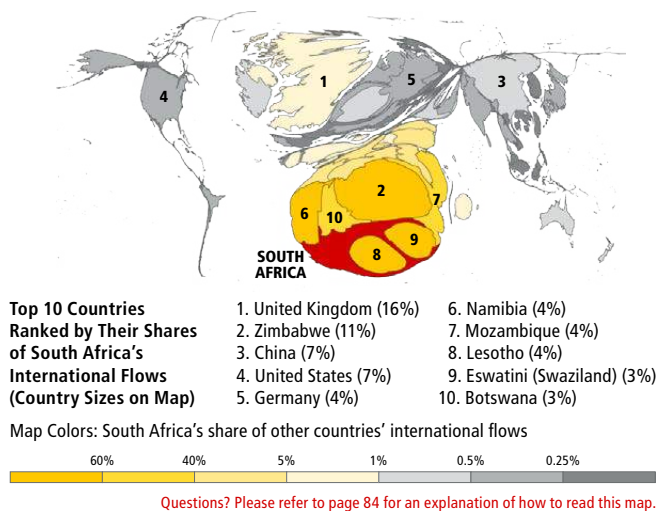 1
5
3
4
2
7
6
10
9
8
SOUTH
AFRICA
Top 10 Countries
Ranked by Their Shares
of South Africa's
International Flows
(Country Sizes on Map)
1. United Kingdom (16%)
2. Zimbabwe (11%)
3. China (7%)
4. United States (7%)
5. Germany (4%)
6. Namibia (4%)
7. Mozambique (4%)
8. Lesotho (4%)
9. Eswatini (Swaziland) (3%)
10. Botswana (3%)
Map Colors: South Africa's share of other countries' international flows
60% 40% 5% 1% 0.5% 0.25%
Questions? Please refer to page 84 for an explanation of how to read this map.